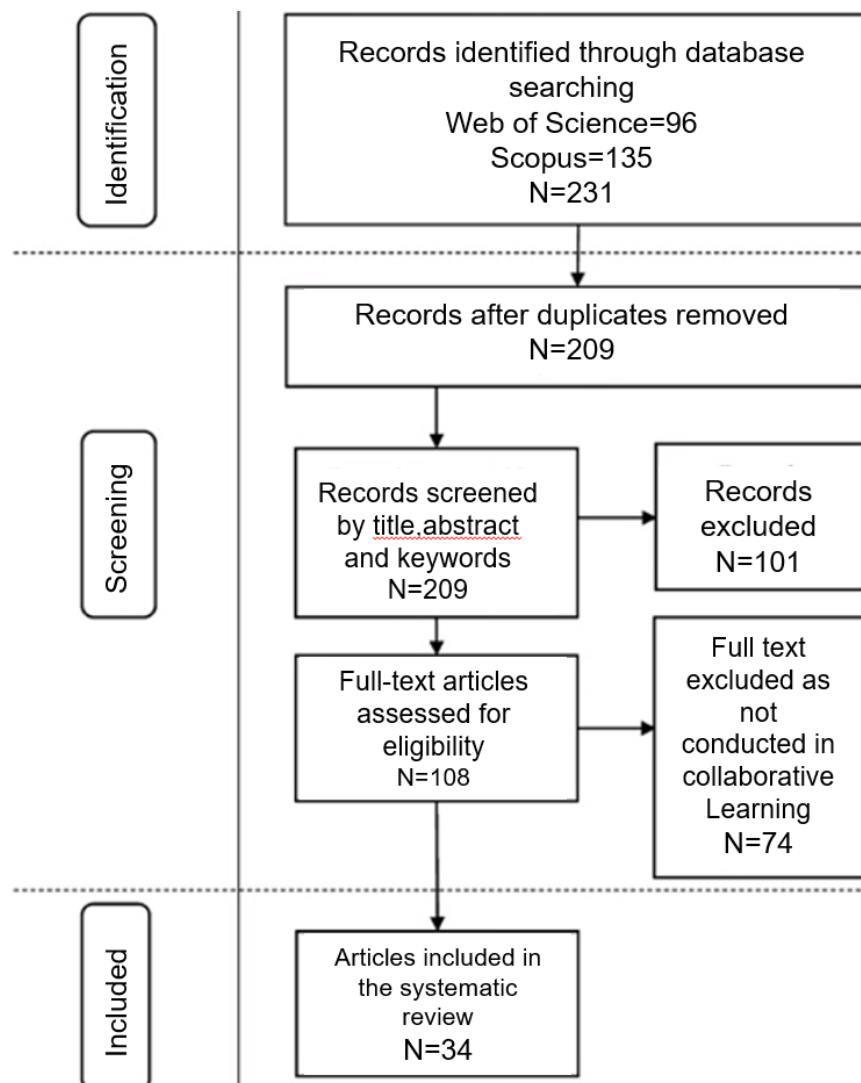 Identification
Records identified through database
searching
Web of Science=96
Scopus=135
N=231
Records after duplicates removed
N=209
Screening
Records screened
by title,abstract
and keywords
N=209
Records
excluded
N=101
Full-text articles
assessed for
eligibility
N=108
Full text
excluded as
not
conducted in
collaborative
Learning
N=74
Included
Articles included in
the systematic
review
N=34